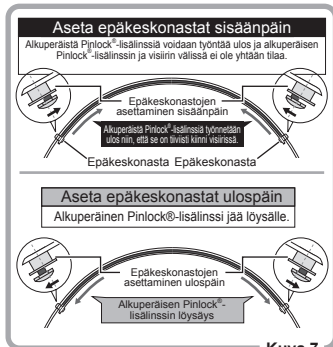 Aseta epäkeskonastat sisäänpäin
Alkuperäistä Pinlock®-lisälinssiä voidaan työntää ulos ja alkuperäisen
Pinlock®-lisälinssin ja visiirin välissä ei ole yhtään tilaa.
Epäkeskonastojen
asettaminen sisäänpäin
Alkuperäistä Pinlock®-lisälinssiä työnnetään
ulos niin, että se on tiiviisti kinni visiirissä.
Epäkeskonasta Epäkeskonasta
Aseta epäkeskonastat ulospäin
Alkuperäinen Pinlock®-lisälinssi jää löysälle.
Epäkeskonastojen
asettaminen ulospäin
Alkuperäisen Pinlock®-
lisälinssin löysäys
Kuva 7